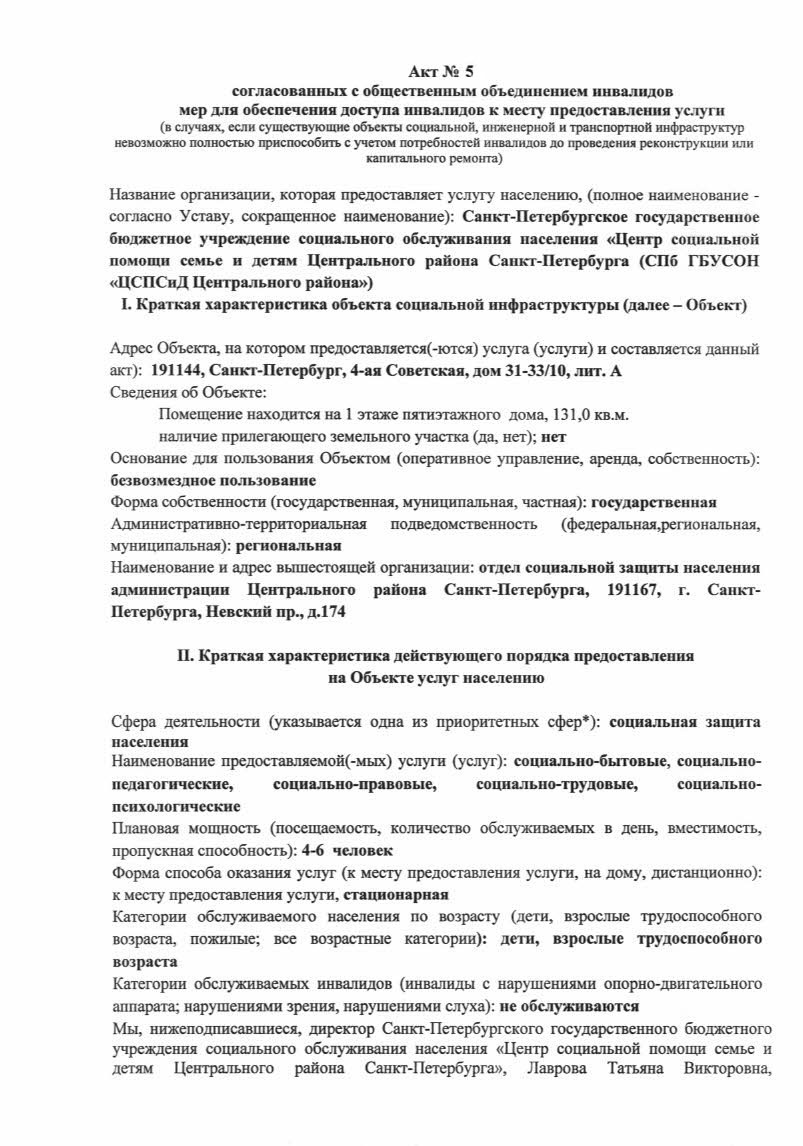 Акт № 5
согласованных с общественным объединением инвалидов
мер для обеспечения доступа инвалидов к месту предоставления услуги
(в случаях, если существующие объекты социальной, инженерной и транспортной инфраструктур
невозможно полностью приспособить с учетом потребностей инвалидов до проведения реконструкции или
капитального ремонта)
Название организации, которая предоставляет услугу населению, (полное наименование -
согласно Уставу, сокращенное наименование): Санкт-Петербургское государственное
бюджетное учреждение социального обслуживания населения «Центр социальной
помощи семье и детям Центрального района Санкт-Петербурга (СПб ГБУСОН
«ЦСПСиД Центрального района»)
I. Краткая характеристика объекта социальной инфраструктуры (далее – Объект)
Адрес Объекта, на котором предоставляется(-ются) услуга (услуги) и составляется данный
акт): 191144, Санкт-Петербург, 4-ая Советская, дом 31-33/10, лит. А
Сведения об Объекте:
Помещение находится на 1 этаже пятиэтажного дома, 131,0 кв.м.
наличие прилегающего земельного участка (да, нет); нет
Основание для пользования Объектом (оперативное управление, аренда, собственность):
безвозмездное пользование
Форма собственности (государственная, муниципальная, частная): государственная
Административно-территориальная подведомственность (федеральная,региональная,
муниципальная): региональная
Наименование и адрес вышестоящей организации: отдел социальной защиты населения
администрации Центрального района Санкт-Петербурга, 191167, г. Санкт-
Петербурга, Невский пр., д.174
II. Краткая характеристика действующего порядка предоставления
на Объекте услуг населению
Сфера деятельности (указывается одна из приоритетных сфер*): социальная защита
населения
Наименование предоставляемой(-мых) услуги (услуг): социально-бытовые, социально-
педагогические, социально-правовые, социально-трудовые, социально-
психологические
Плановая мощность (посещаемость, количество обслуживаемых в день, вместимость,
пропускная способность): 4-6 человек
Форма способа оказания услуг (к месту предоставления услуги, на дому, дистанционно):
к месту предоставления услуги, стационарная
Категории обслуживаемого населения по возрасту (дети, взрослые трудоспособного
возраста, пожилые; все возрастные категории): дети, взрослые трудоспособного
возраста
Категории обслуживаемых инвалидов (инвалиды с нарушениями опорно-двигательного
аппарата; нарушениями зрения, нарушениями слуха): не обслуживаются
Мы, нижеподписавшиеся, директор Санкт-Петербургского государственного бюджетного
учреждения социального обслуживания населения «Центр социальной помощи семье и
детям Центрального района Санкт-Петербурга», Лаврова Татьяна Викторовна,